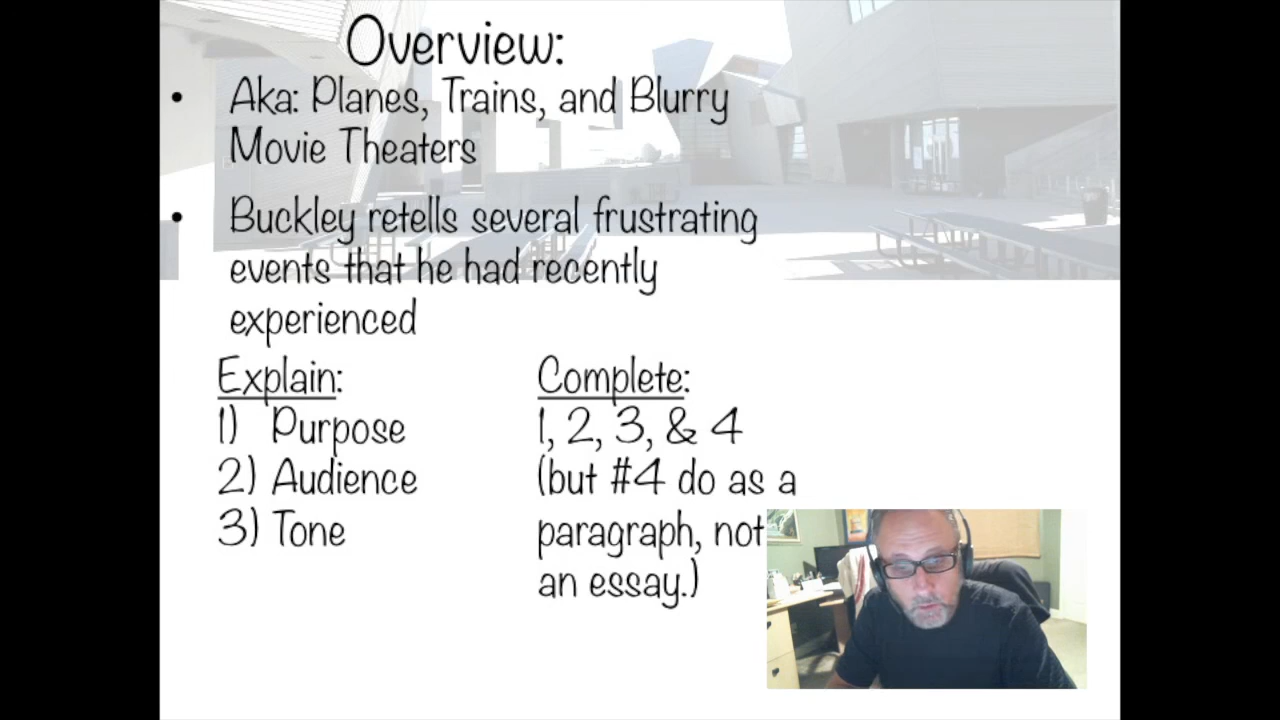 Overview:
• Aka: Planes, Trains, and Blurry
Movie Theaters
• Buckley retells several frustrating
events that he had recently
experienced
Explain:
1) Purpose
2) Audience
3) Tone
Complete:
1, 2, 3, & 4
(but #4 do as a
paragraph, not
an essay.)